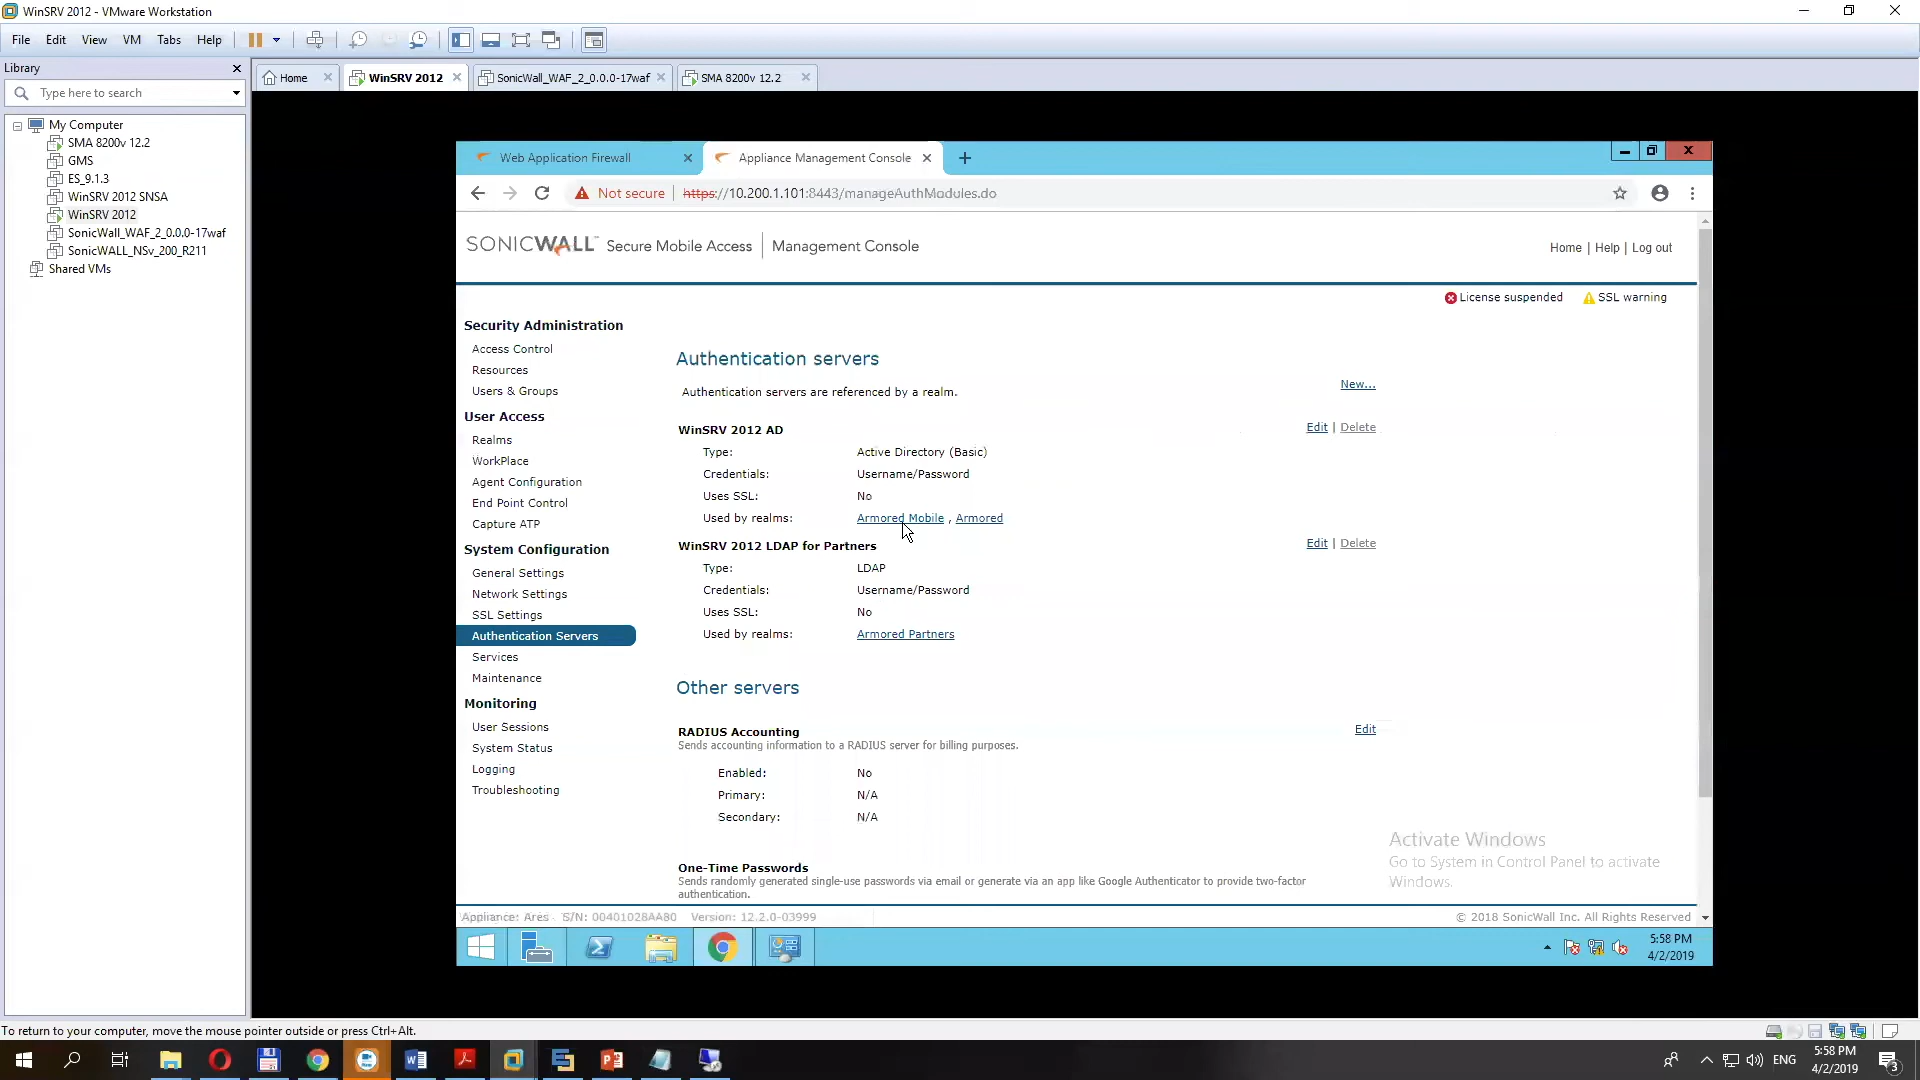 WinSRV 2012 - VMware Workstation
File Edit View VM Tabs Help
Library
Type here to search
My Computer
SMA 8200v 12.2
GMS
ES_9.1.3
WinSRV 2012 SNSA
WinSRV 2012
SonicWall_WAF_2_0.0.0-17waf
SonicWALL_NSv_200_R211
Shared VMs
Home WinSRV 2012 SonicWall_WAF_2_0.0.0-17waf SMA 8200v 12.2
Web Application Firewall Appliance Management Console
Not secure https://10.200.1.101:8443/manageAuthModules.do
SONICWALL Secure Mobile Access Management Console
Home | Help | Log out
License suspended SSL warning
Security Administration
Access Control
Resources
Users & Groups
User Access
Realms
WorkPlace
Agent Configuration
End Point Control
Capture ATP
System Configuration
General Settings
Network Settings
SSL Settings
Authentication Servers
Services
Maintenance
Monitoring
User Sessions
System Status
Logging
Troubleshooting
Authentication servers
Authentication servers are referenced by a realm.
New...
WinSRV 2012 AD
Edit | Delete
Type: Active Directory (Basic)
Credentials: Username/Password
Uses SSL: No
Used by realms: Armored Mobile , Armored
WinSRV 2012 LDAP for Partners
Edit | Delete
Type: LDAP
Credentials: Username/Password
Uses SSL: No
Used by realms: Armored Partners
Other servers
RADIUS Accounting
Edit
Sends accounting information to a RADIUS server for billing purposes.
Enabled: No
Primary: N/A
Secondary: N/A
One-Time Passwords
Sends randomly generated single-use passwords via email or generate via an app like Google Authenticator to provide two-factor
authentication.
Activate Windows
Go to System in Control Panel to activate
Windows.
Appliance: Ares - S/N: 00401028AA80 Version: 12.2.0-03999
© 2018 SonicWall Inc. All Rights Reserved
5:58 PM
4/2/2019
To return to your computer, move the mouse pointer outside or press Ctrl+Alt.
ENG
5:58 PM
4/2/2019
3